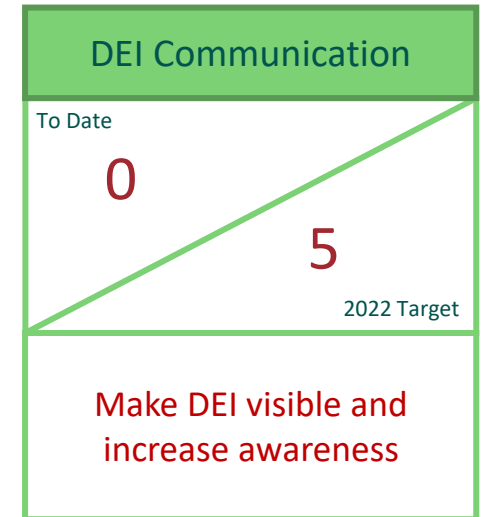 DEI Communication
To Date
0
5
2022 Target
Make DEI visible and
increase awareness